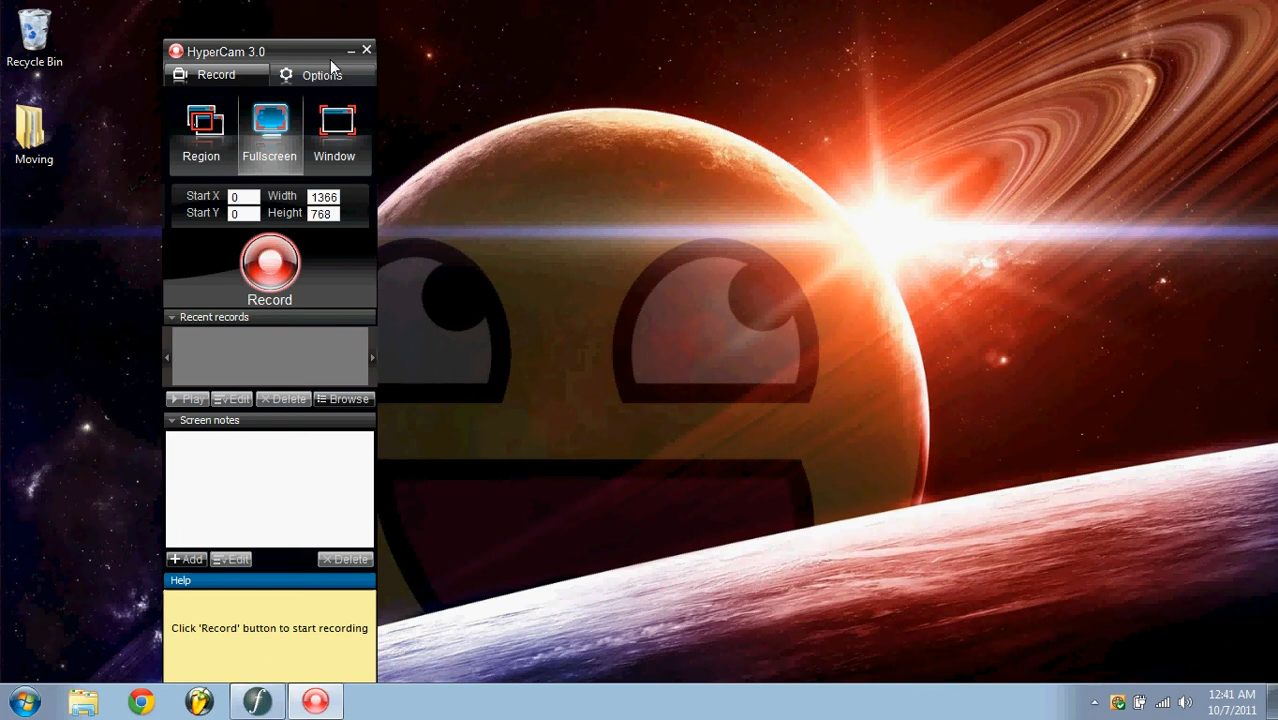 Recycle Bin
Moving
HyperCam 3.0
Record
Options
Region
Fullscreen
Window
Start X 0 Width 1366
Start Y 0 Height 768
Record
Recent records
Play Edit Delete Browse
Screen notes
Add Edit Delete
Help
Click 'Record' button to start recording
12:41 AM
10/7/2011